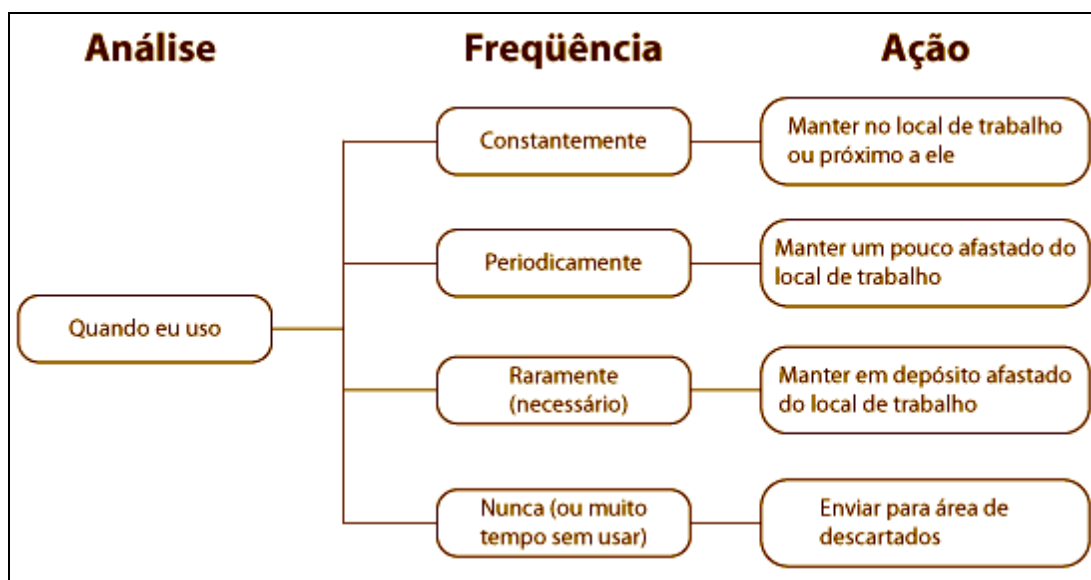 Análise
Freqüência
Ação
Quando eu uso
Constantemente
Manter no local de trabalho
ou próximo a ele
Periodicamente
Manter um pouco afastado do
local de trabalho
Raramente
(necessário)
Manter em depósito afastado
do local de trabalho
Nunca (ou muito
tempo sem usar)
Enviar para área de
descartados